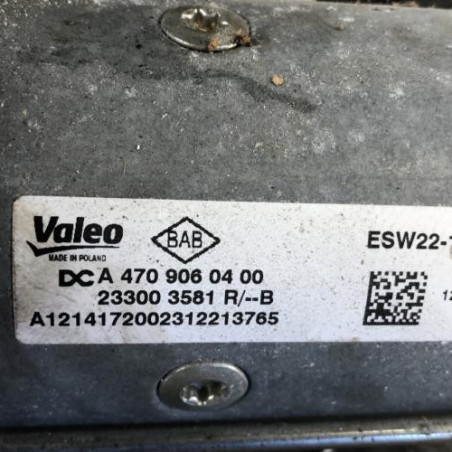 Valeo
MADE IN POLAND
BAB
ESW22-
DC A 470 906 04 00
23300 3581 R/--B
12
A1214172002312213765